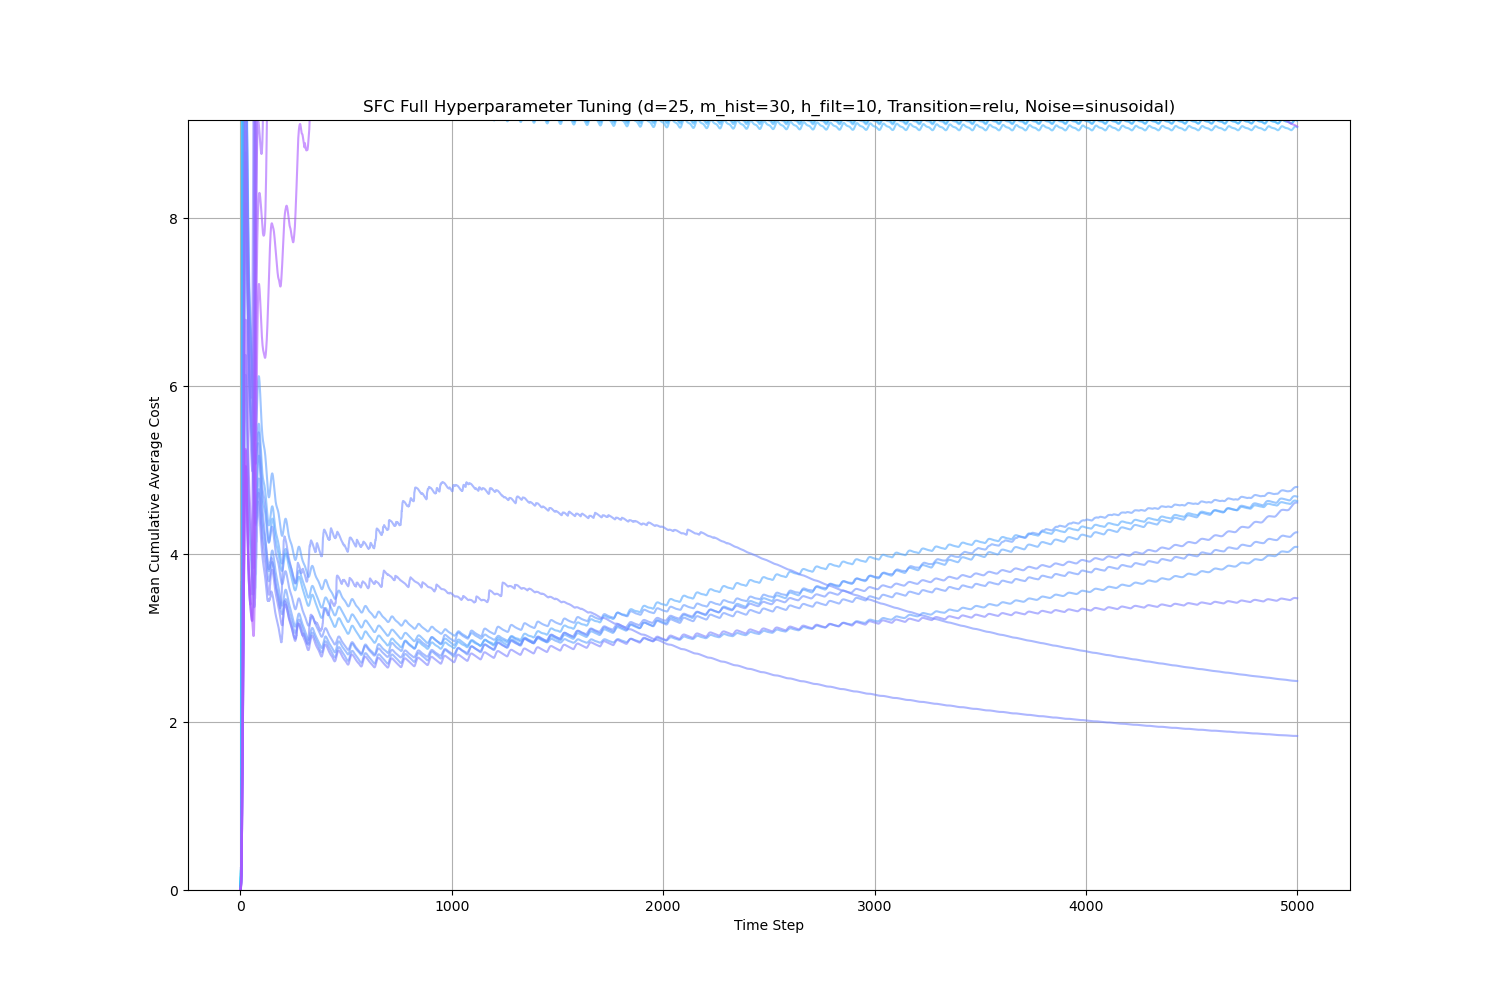 SFC Full Hyperparameter Tuning (d=25, m_hist=30, h_filt=10, Transition=relu, Noise=sinusoidal)
Mean Cumulative Average Cost
8
6
4
2
0
0 1000 2000 3000 4000 5000
Time Step